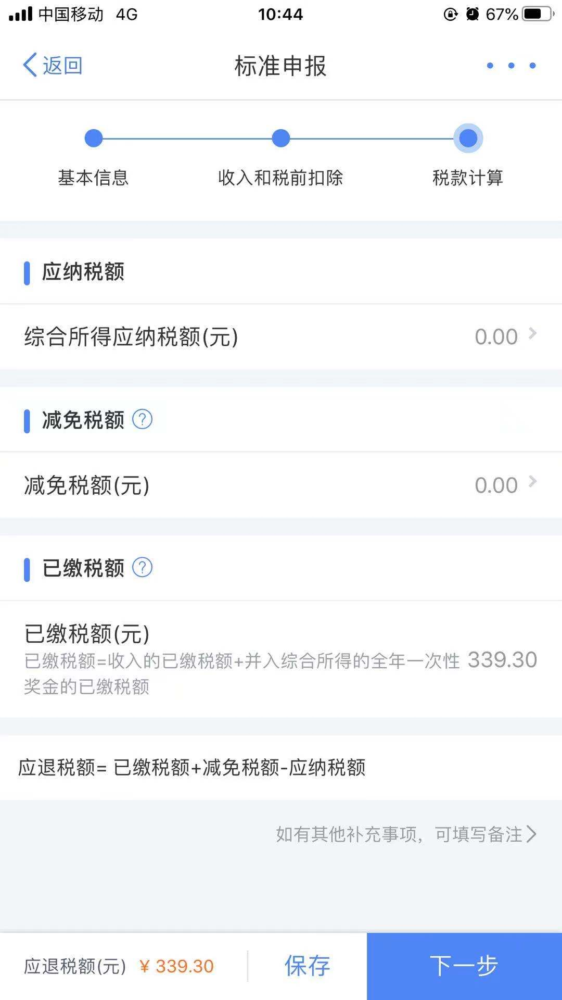 中国移动 4G 10:44 67%
返回 标准申报
基本信息 收入和税前扣除 税款计算
应纳税额
综合所得应纳税额(元) 0.00
减免税额 ?
减免税额(元) 0.00
已缴税额 ?
已缴税额(元)
已缴税额=收入的已缴税额+并入综合所得的全年一次性 339.30
奖金的已缴税额
应退税额= 已缴税额+减免税额-应纳税额
如有其他补充事项，可填写备注
应退税额(元) ¥ 339.30 保存 下一步